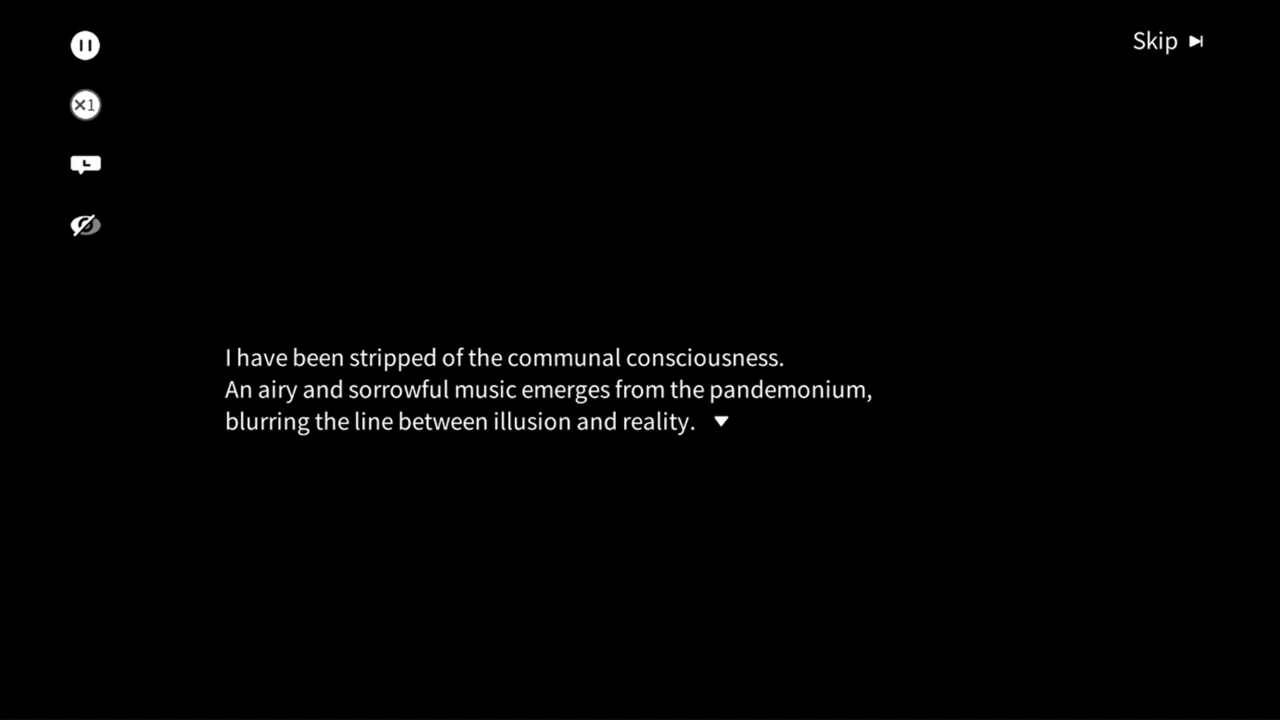 Skip
×1
I have been stripped of the communal consciousness.
An airy and sorrowful music emerges from the pandemonium,
blurring the line between illusion and reality.